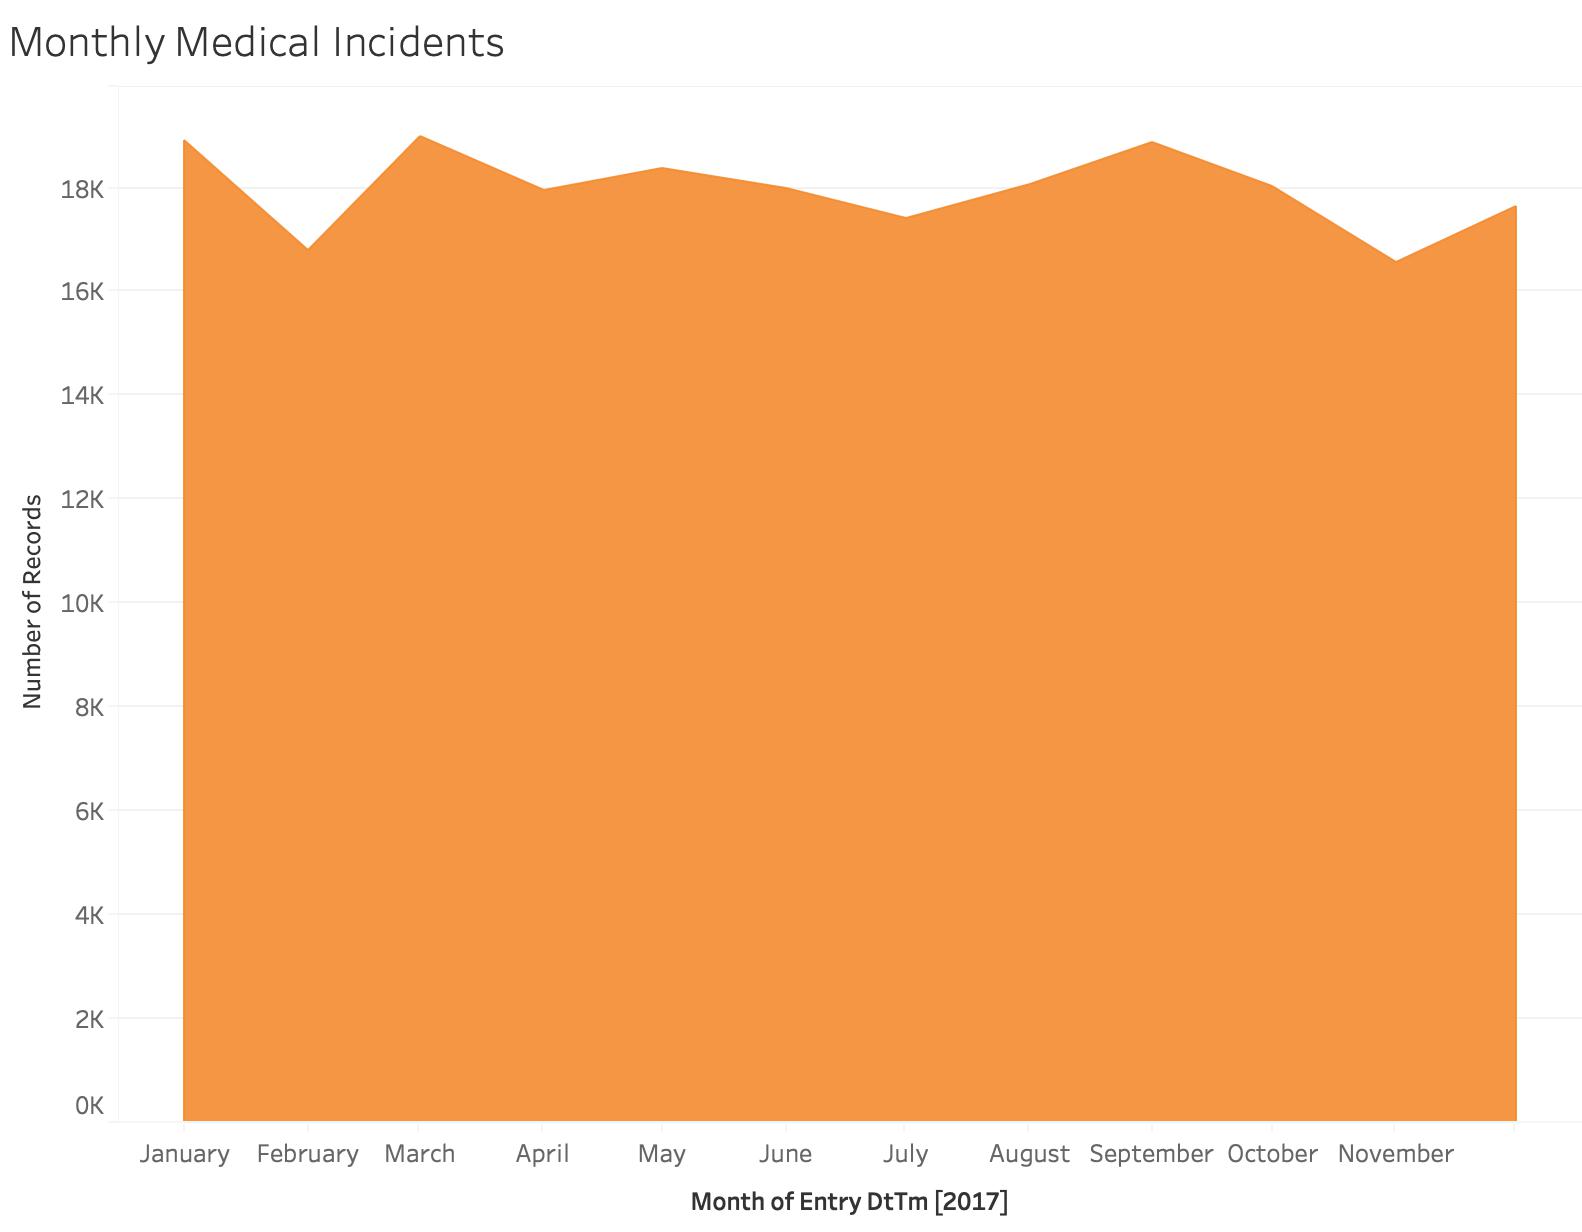 Monthly Medical Incidents
18K
16K
14K
12K
10K
8K
6K
4K
2K
0K
Number of Records
January February March April May June July August September October November
Month of Entry DtTm [2017]